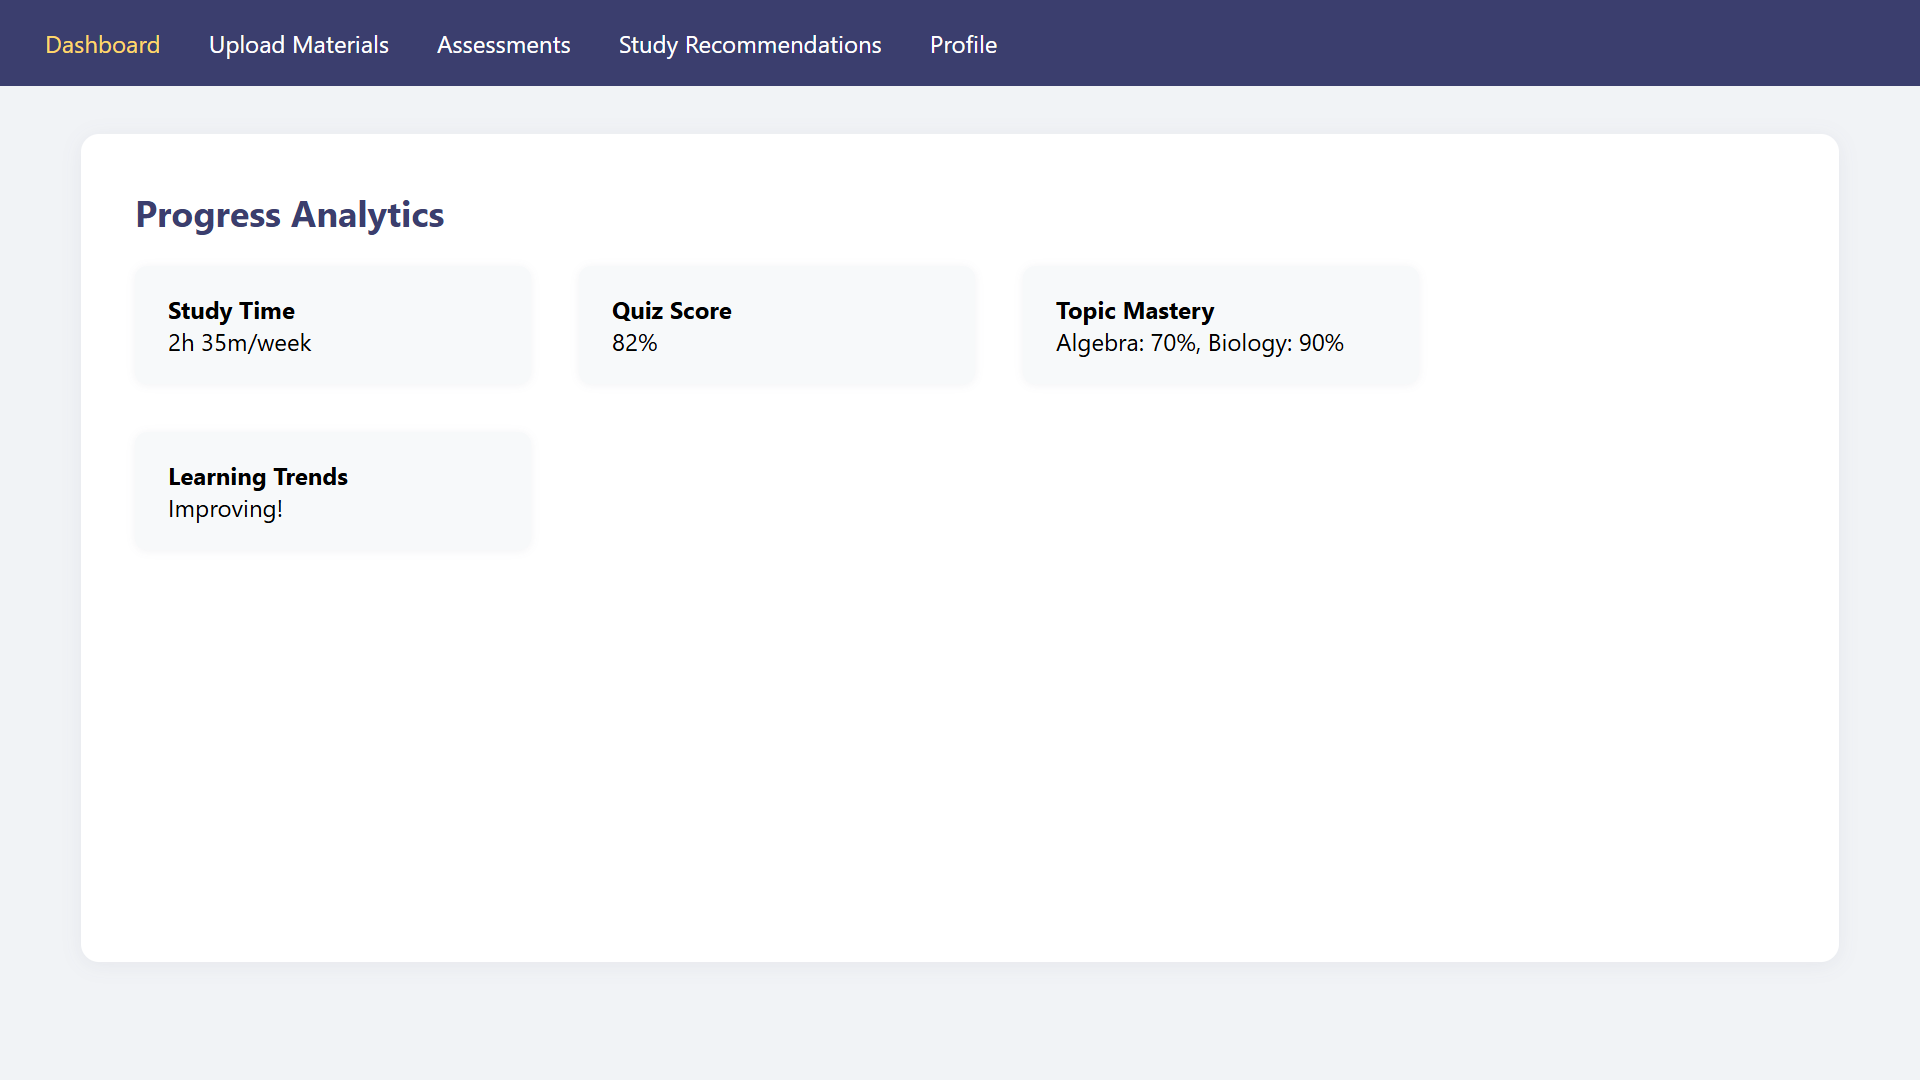 Dashboard Upload Materials Assessments Study Recommendations Profile
Progress Analytics
Study Time
2h 35m/week
Quiz Score
82%
Topic Mastery
Algebra: 70%, Biology: 90%
Learning Trends
Improving!